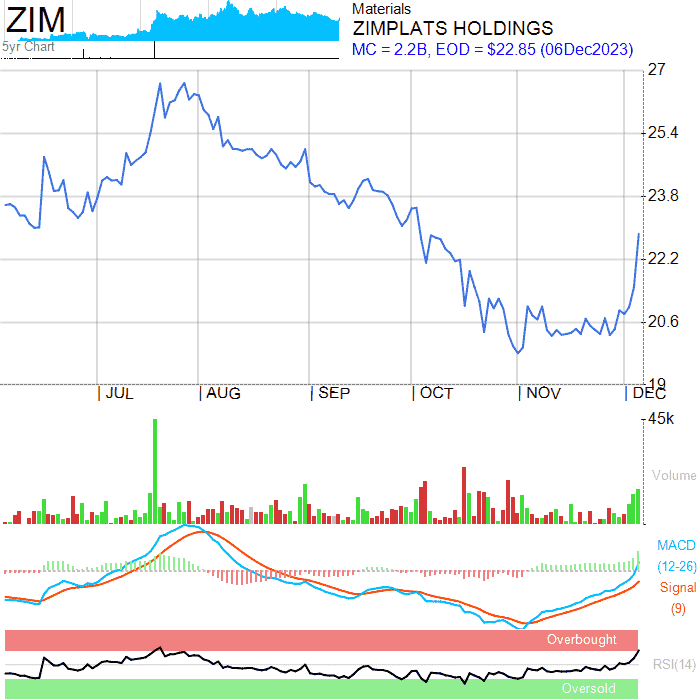 ZIM
5yr Chart
Materials
ZIMPLATS HOLDINGS
MC = 2.2B, EOD = $22.85 (06Dec2023)
27
25.4
23.8
22.2
20.6
19
JUL AUG SEP OCT NOV DEC
45k
Volume
MACD
(12-26)
Signal
(9)
Overbought
RSI(14)
Oversold